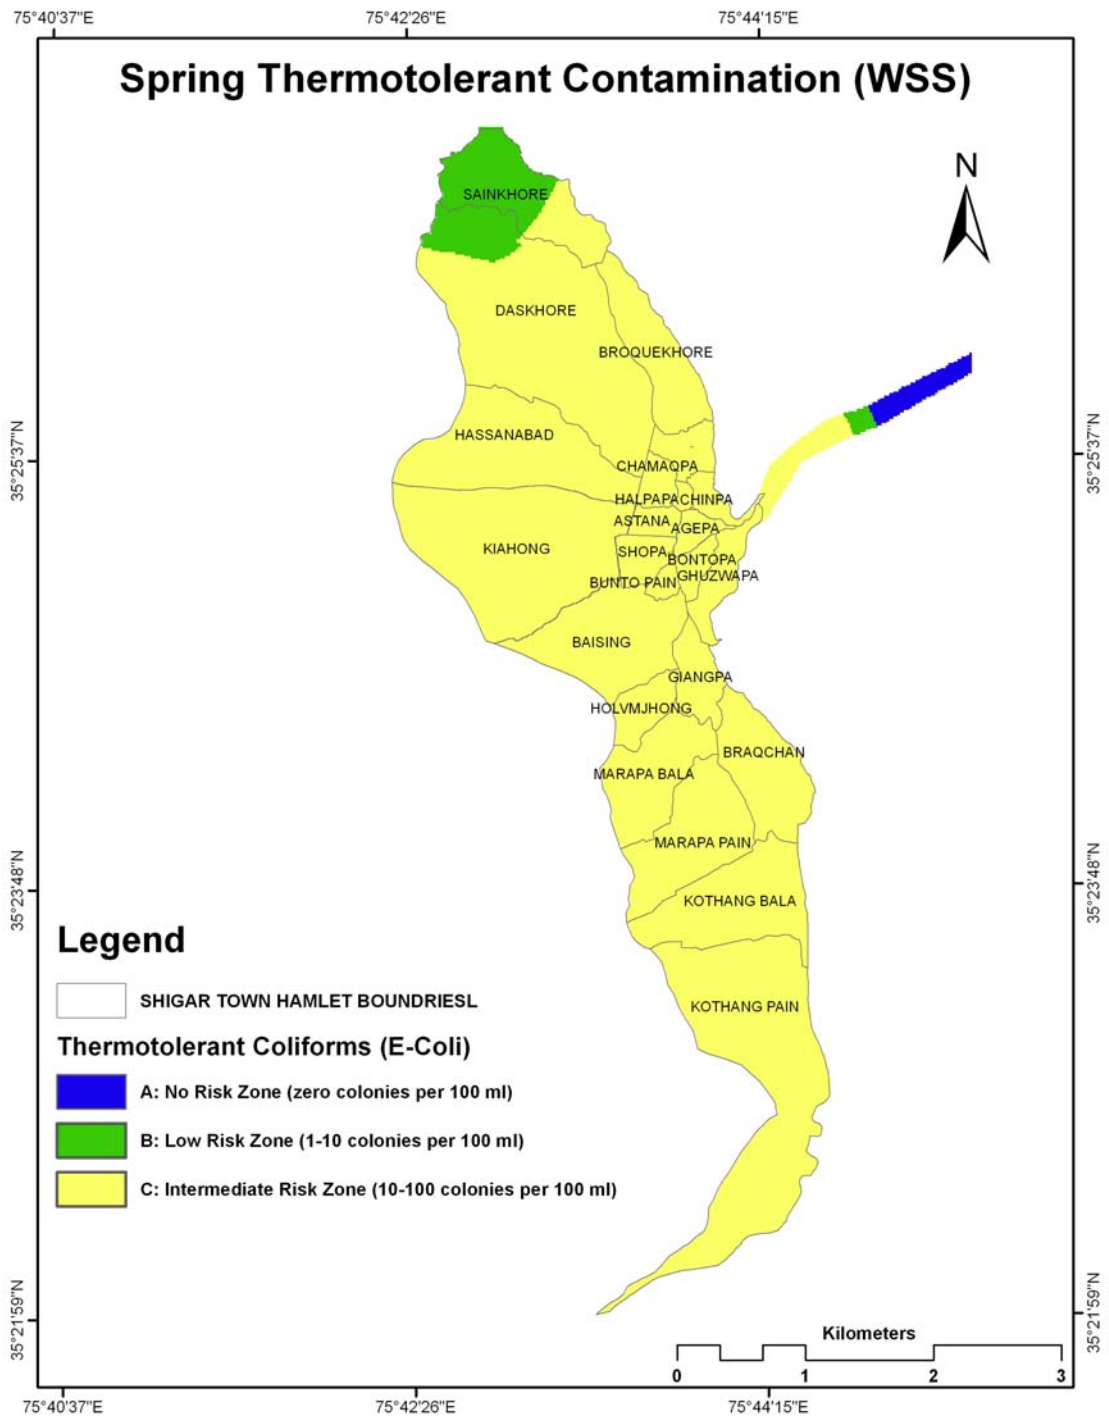 75°40'37"E
75°42'26"E
75°44'15"E
Spring Thermotolerant Contamination (WSS)
N
SAINKHORE
DASKHORE
BROQUEKHORE
35°25'37"N
35°25'37"N
HASSANABAD
CHAMAQPA
HALPAPACHINPA
ASTANA
AGEPA
KIAHONG
SHOPA
BONTOPA
GHUZWAPA
BUNTO PAIN
BAISING
GIANGPA
HOLVMJHONG
BRAQCHAN
MARAPA BALA
MARAPA PAIN
35°23'48"N
35°23'48"N
KOTHANG BALA
Legend
SHIGAR TOWN HAMLET BOUNDRIESL
KOTHANG PAIN
Thermotolerant Coliforms (E-Coli)
A: No Risk Zone (zero colonies per 100 ml)
B: Low Risk Zone (1-10 colonies per 100 ml)
C: Intermediate Risk Zone (10-100 colonies per 100 ml)
35°21'59"N
35°21'59"N
Kilometers
0 1 2 3
75°40'37"E
75°42'26"E
75°44'15"E